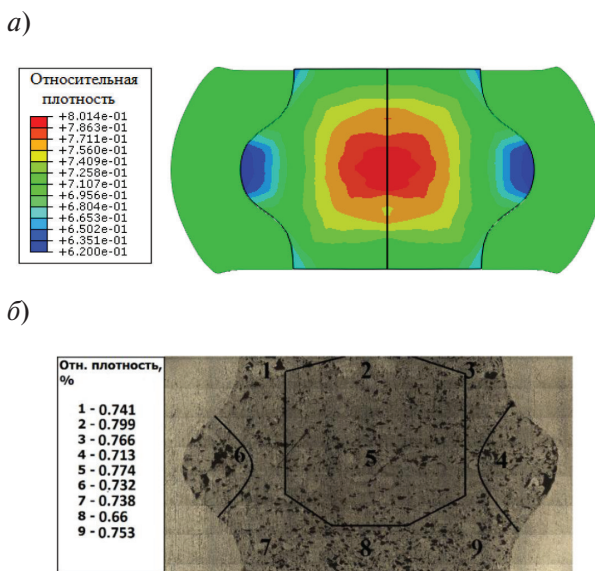 а)
Относительная
плотность
+8.014e-01
+7.863e-01
+7.711e-01
+7.560e-01
+7.409e-01
+7.258e-01
+7.107e-01
+6.956e-01
+6.804e-01
+6.653e-01
+6.502e-01
+6.351e-01
+6.200e-01
б)
Отн. плотность,
%
1 - 0.741
2 - 0.799
3 - 0.766
4 - 0.713
5 - 0.774
6 - 0.732
7 - 0.738
8 - 0.66
9 - 0.753
1 2 3
6 5 4
7 8 9